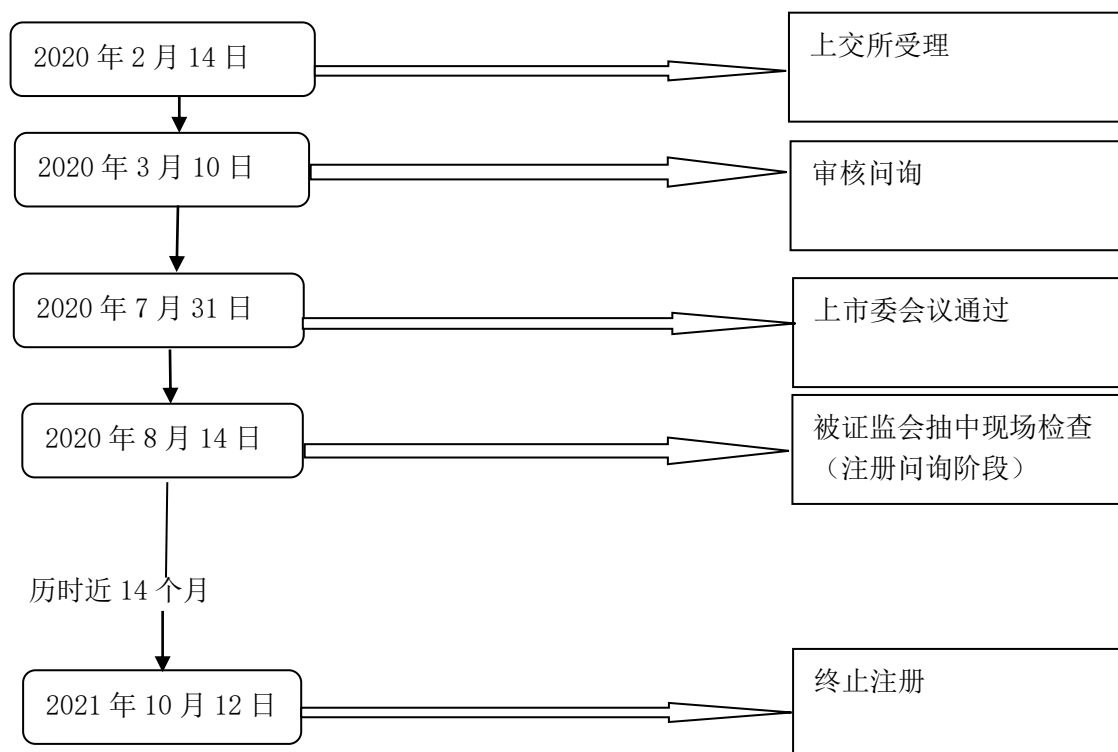 2020 年 2 月 14 日
上交所受理
2020 年 3 月 10 日
审核问询
2020 年 7 月 31 日
上市委会议通过
2020 年 8 月 14 日
被证监会抽中现场检查
（注册问询阶段）
历时近 14 个月
2021 年 10 月 12 日
终止注册